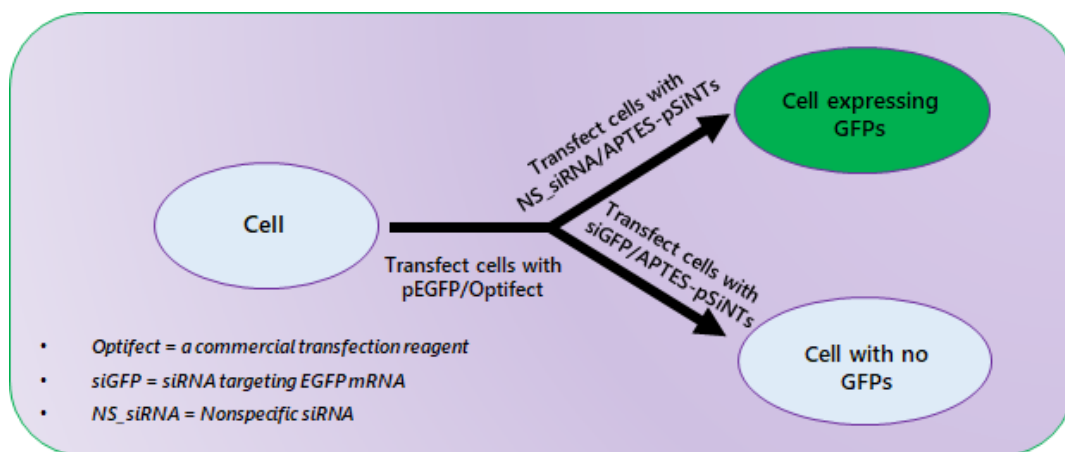 Transfect cells with
NS_siRNA/APTES-pSiNTs
Cell expressing
GFPs
Cell
Transfect cells with
pEGFP/Optifect
Transfect cells with
siGFP/APTES-pSiNTs
Cell with no
GFPs
• Optifect = a commercial transfection reagent
• siGFP = siRNA targeting EGFP mRNA
• NS_siRNA = Nonspecific siRNA